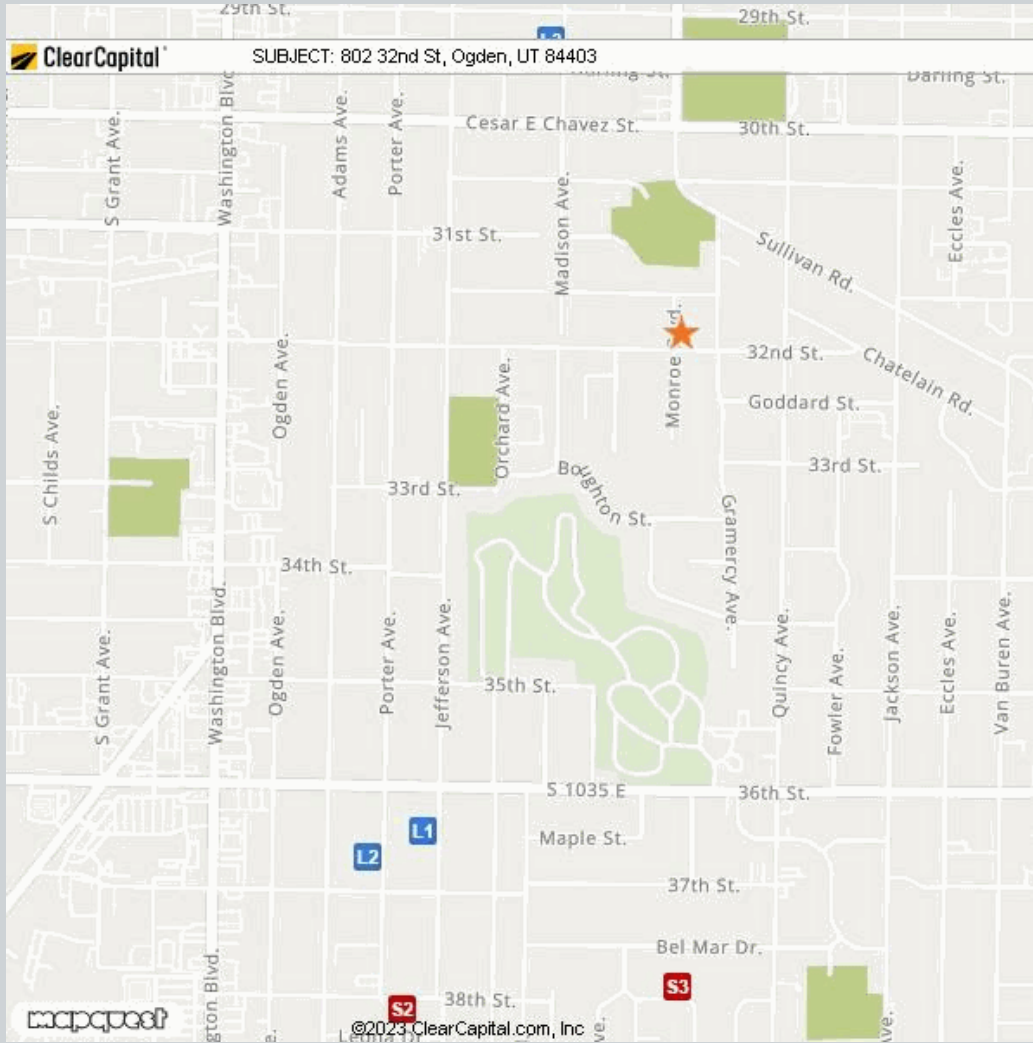 29th St.
29th St.
ClearCapital
SUBJECT: 802 32nd St, Ogden, UT 84403
Darling St.
Cesar E Chavez St.
30th St.
S Grant Ave.
Washington Blvd
Adams Ave.
Porter Ave.
Madison Ave.
Eccles Ave.
31st St.
Sullivan Rd.
32nd St.
Chatelain Rd.
Monroe
Ogden Ave.
Orchard Ave.
Goddard St.
S Childs Ave.
33rd St.
33rd St.
Boughton St.
34th St.
Gramercy Ave.
S Grant Ave.
Washington Blvd.
Ogden Ave.
Porter Ave.
Jefferson Ave.
35th St.
Quincy Ave.
Fowler Ave.
Jackson Ave.
Eccles Ave.
Van Buren Ave.
S 1035 E
36th St.
L1
Maple St.
L2
37th St.
Bel Mar Dr.
gton Blvd.
S3
S2
38th St.
mapquest
©2023 ClearCapital.com, Inc
ve.
Ave.